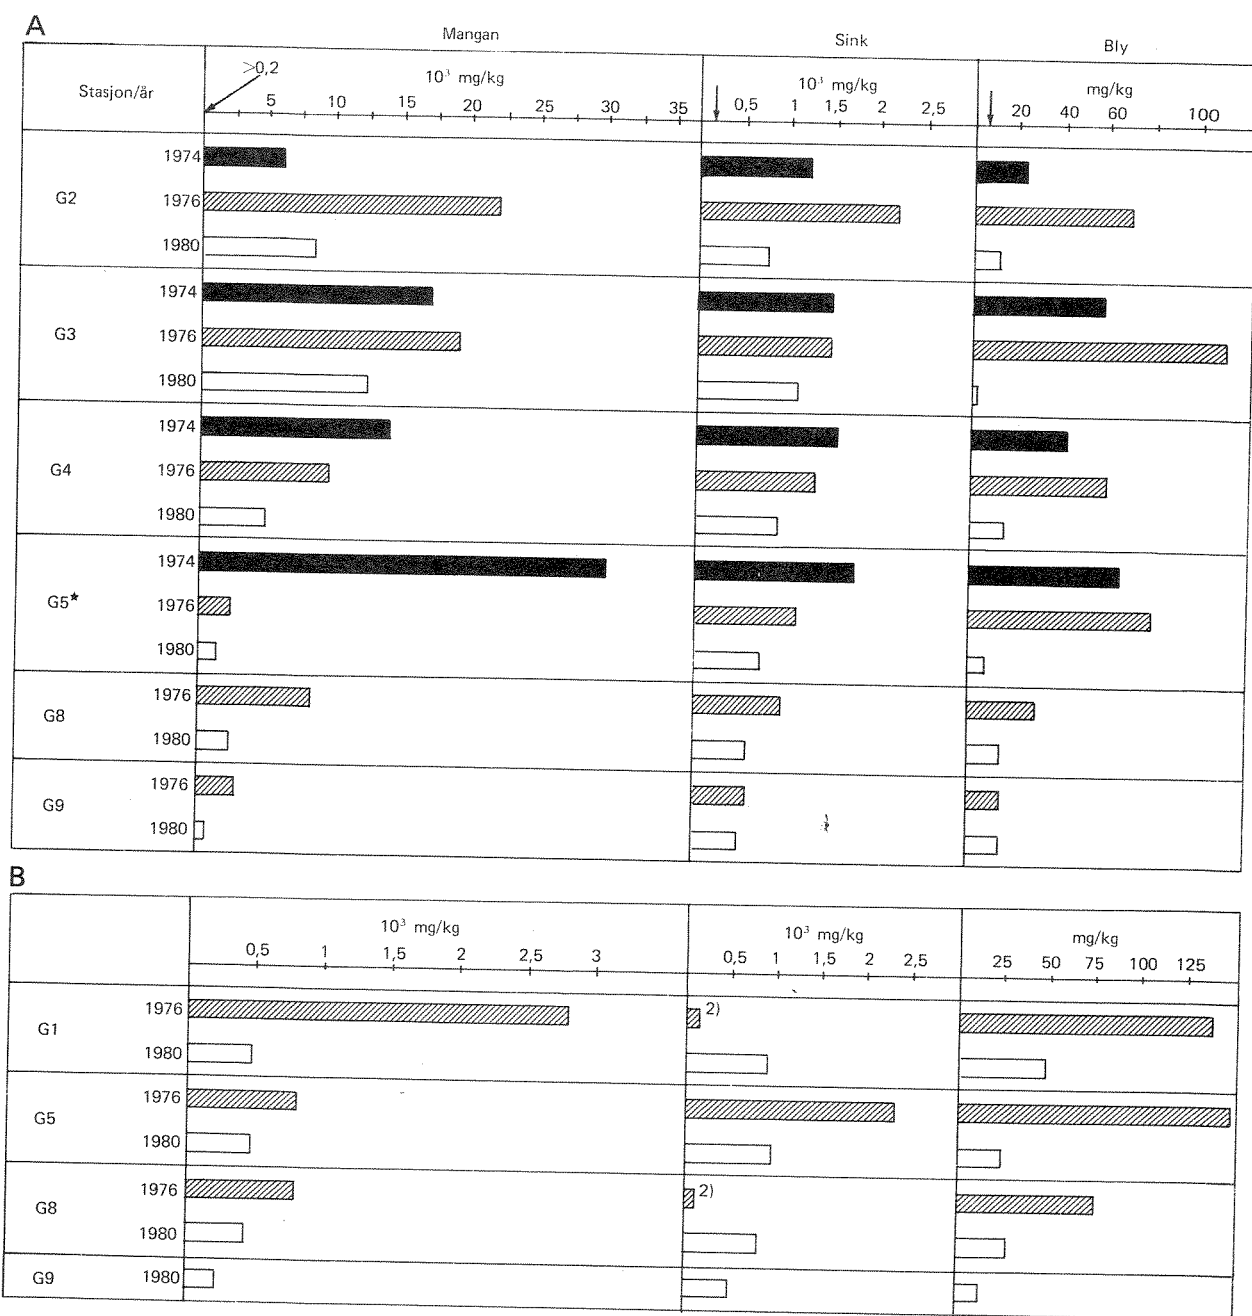 A
Mangan Sink Bly
Stasjon/år >0,2 10³ mg/kg 10³ mg/kg mg/kg
5 10 15 20 25 30 35 0,5 1 1,5 2 2,5 20 40 60 100
1974
G2 1976
1980
1974
G3 1976
1980
1974
G4 1976
1980
1974
G5* 1976
1980
1976
G8
1980
1976
G9
1980
B
10³ mg/kg 10³ mg/kg mg/kg
0,5 1 1,5 2 2,5 3 0,5 1 1,5 2 2,5 25 50 75 100 125
1976 2)
G1
1980
1976
G5
1980
1976 2)
G8
1980
G9 1980